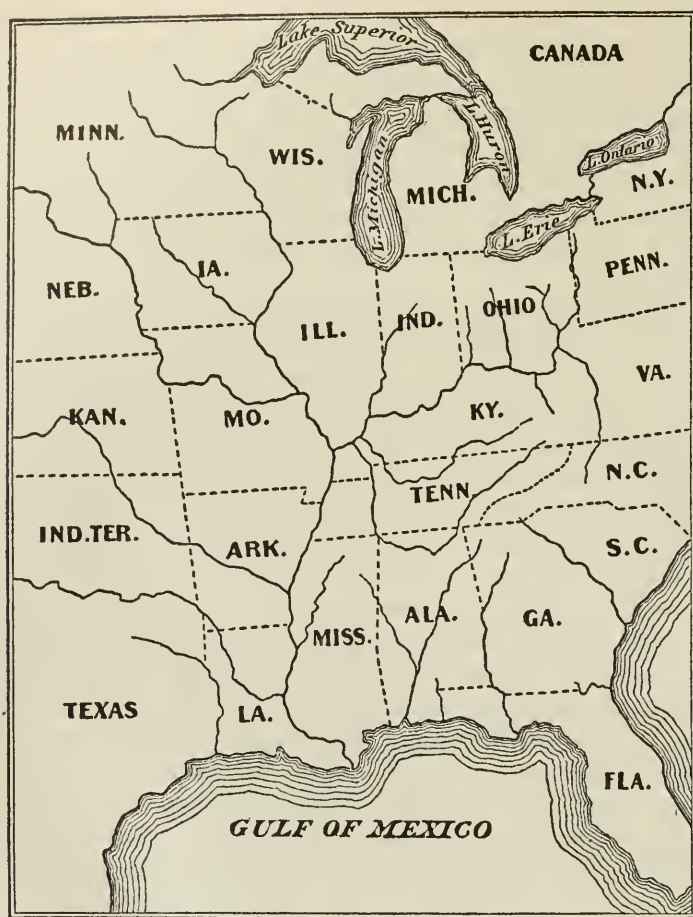 Lake Superior
CANADA
MINN.
WIS.
L. Michigan
L. Huron
L. Ontario
MICH.
N.Y.
L. Erie
NEB.
IA.
PENN.
ILL.
IND.
OHIO
VA.
KAN.
MO.
KY.
TENN
N.C.
IND.TER.
ARK.
S.C.
MISS.
ALA.
GA.
TEXAS
LA.
FLA.
GULF OF MEXICO